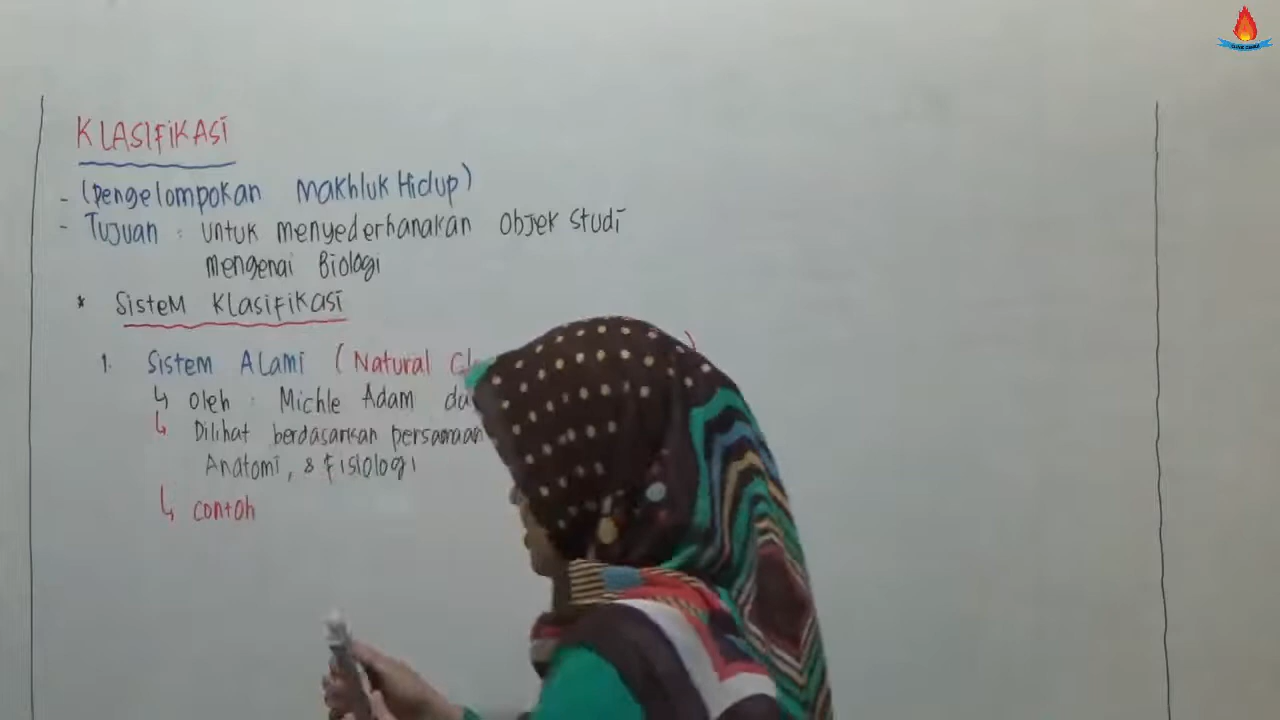 KLASIFIKASI
- (Pengelompokan Makhluk Hidup)
- Tujuan : untuk menyederhanakan Objek Studi
mengenai Biologi
* Sistem Klasifikasi
1. Sistem Alami (Natural
↳ Oleh : Michle Adam
↳ Dilihat berdasarkan persamaan
Anatomi, & Fisiologi
↳ Contoh